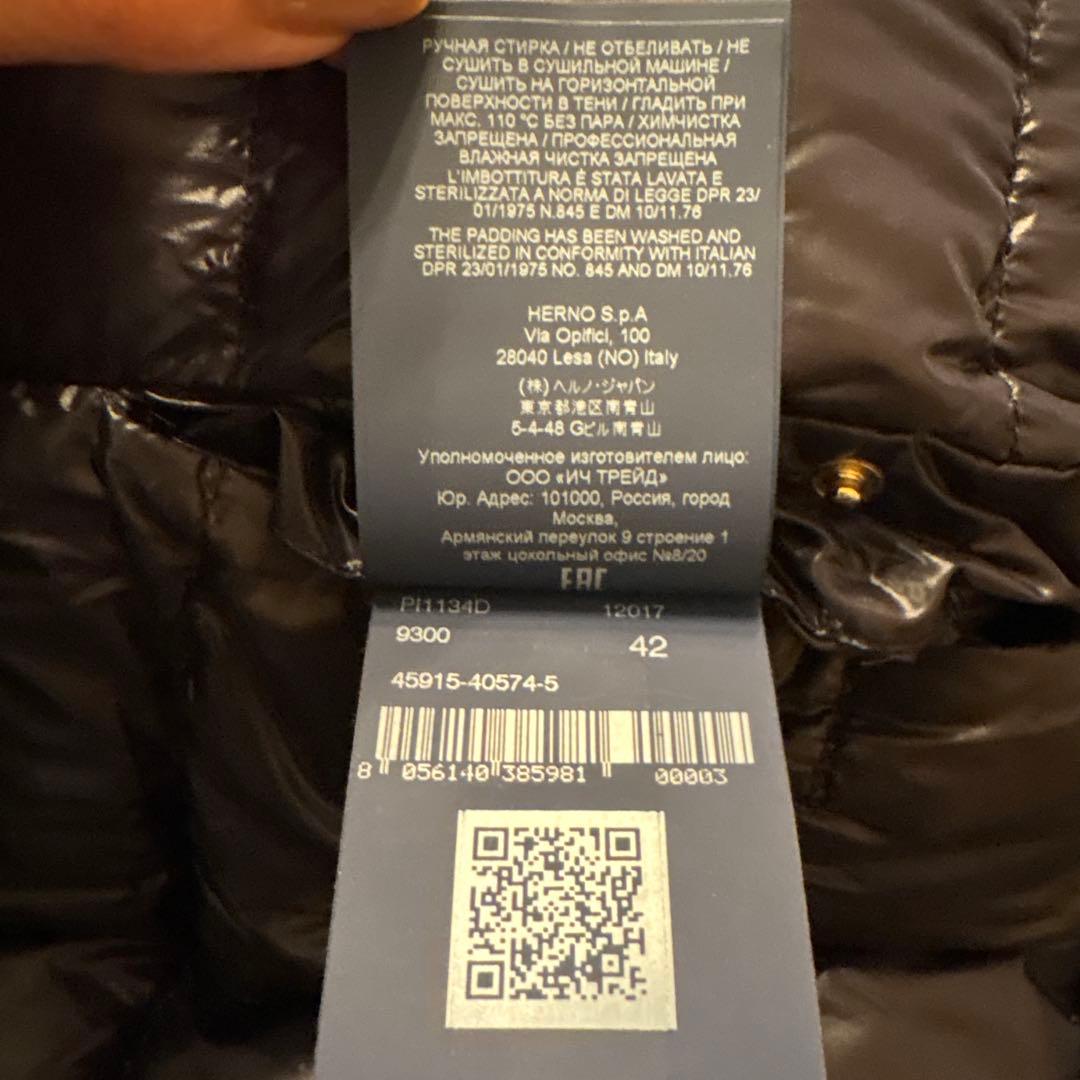 РУЧНАЯ СТИРКА / НЕ ОТБЕЛИВАТЬ / НЕ
СУШИТЬ В СУШИЛЬНОЙ МАШИНЕ /
СУШИТЬ НА ГОРИЗОНТАЛЬНОЙ
ПОВЕРХНОСТИ В ТЕНИ / ГЛАДИТЬ ПРИ
МАКС. 110 °C БЕЗ ПАРА / ХИМЧИСТКА
ЗАПРЕЩЕНА / ПРОФЕССИОНАЛЬНАЯ
ВЛАЖНАЯ ЧИСТКА ЗАПРЕЩЕНА
L'IMBOTTITURA È STATA LAVATA E
STERILIZZATA A NORMA DI LEGGE DPR 23/
01/1975 N.845 E DM 10/11.76
THE PADDING HAS BEEN WASHED AND
STERILIZED IN CONFORMITY WITH ITALIAN
DPR 23/01/1975 NO. 845 AND DM 10/11.76
HERNO S.p.A
Via Opifici, 100
28040 Lesa (NO) Italy
(株) ヘルノ・ジャパン
東京都港区南青山
5-4-48 Gビル南青山
Уполномоченное изготовителем лицо:
ООО «ИЧ ТРЕЙД»
Юр. Адрес: 101000, Россия, город
Москва,
Армянский переулок 9 строение 1
этаж цокольный офис №8/20
EAC
PI1134D 12017
9300 42
45915-40574-5
8 056140 385981 00003